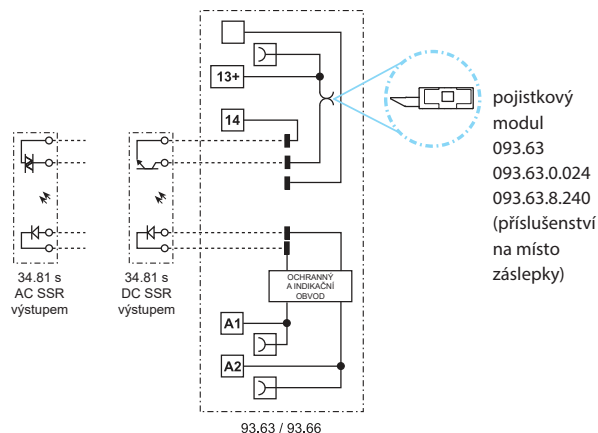 13+
14
pojistkový
modul
093.63
093.63.0.024
093.63.8.240
(příslušenství
na místo
záslepky)
34.81 s
AC SSR
výstupem
34.81 s
DC SSR
výstupem
OCHRANNÝ
A INDIKAČNÍ
OBVOD
A1
A2
93.63 / 93.66